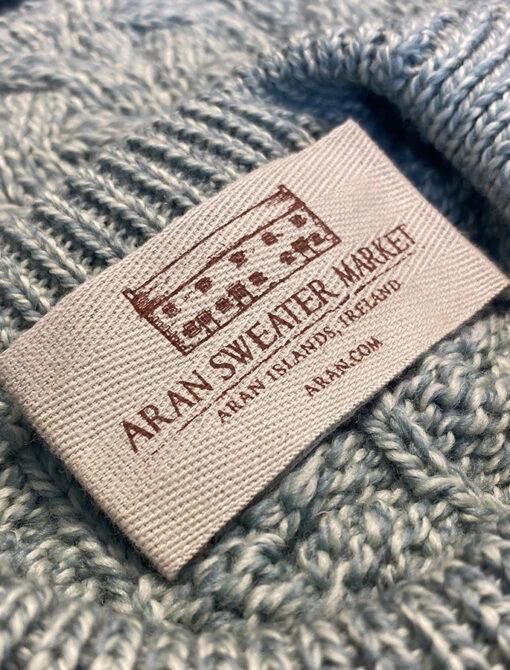 ARAN SWEATER MARKET
ARAN ISLANDS, IRELAND
ARAN.COM